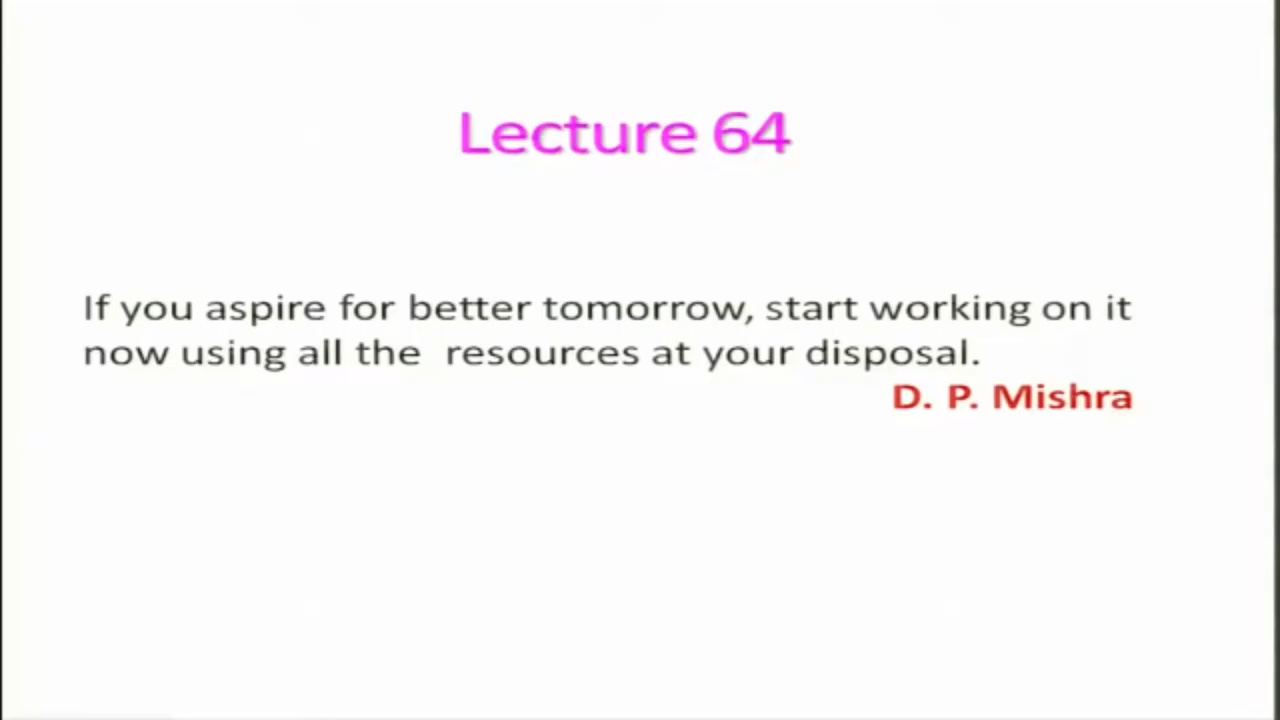 Lecture 64
If you aspire for better tomorrow, start working on it
now using all the resources at your disposal.
D. P. Mishra